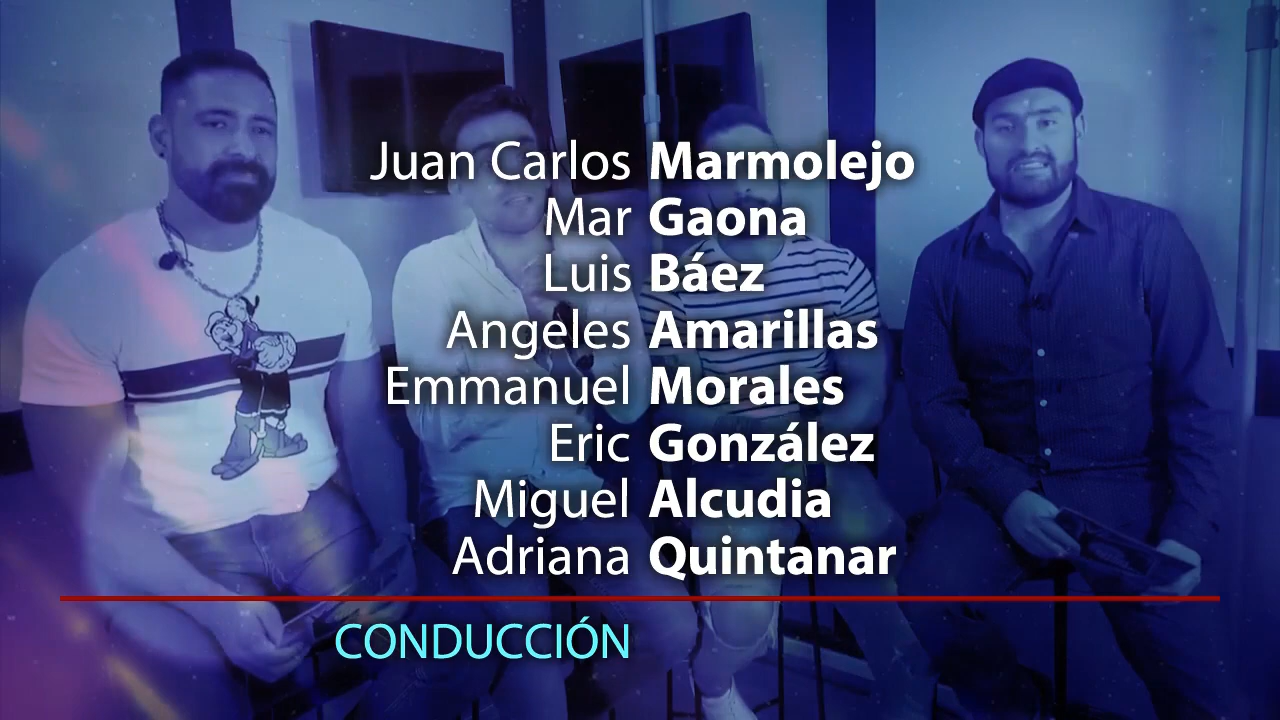 Juan Carlos Marmolejo
Mar Gaona
Luis Báez
Angeles Amarillas
Emmanuel Morales
Eric González
Miguel Alcudia
Adriana Quintanar
CONDUCCIÓN